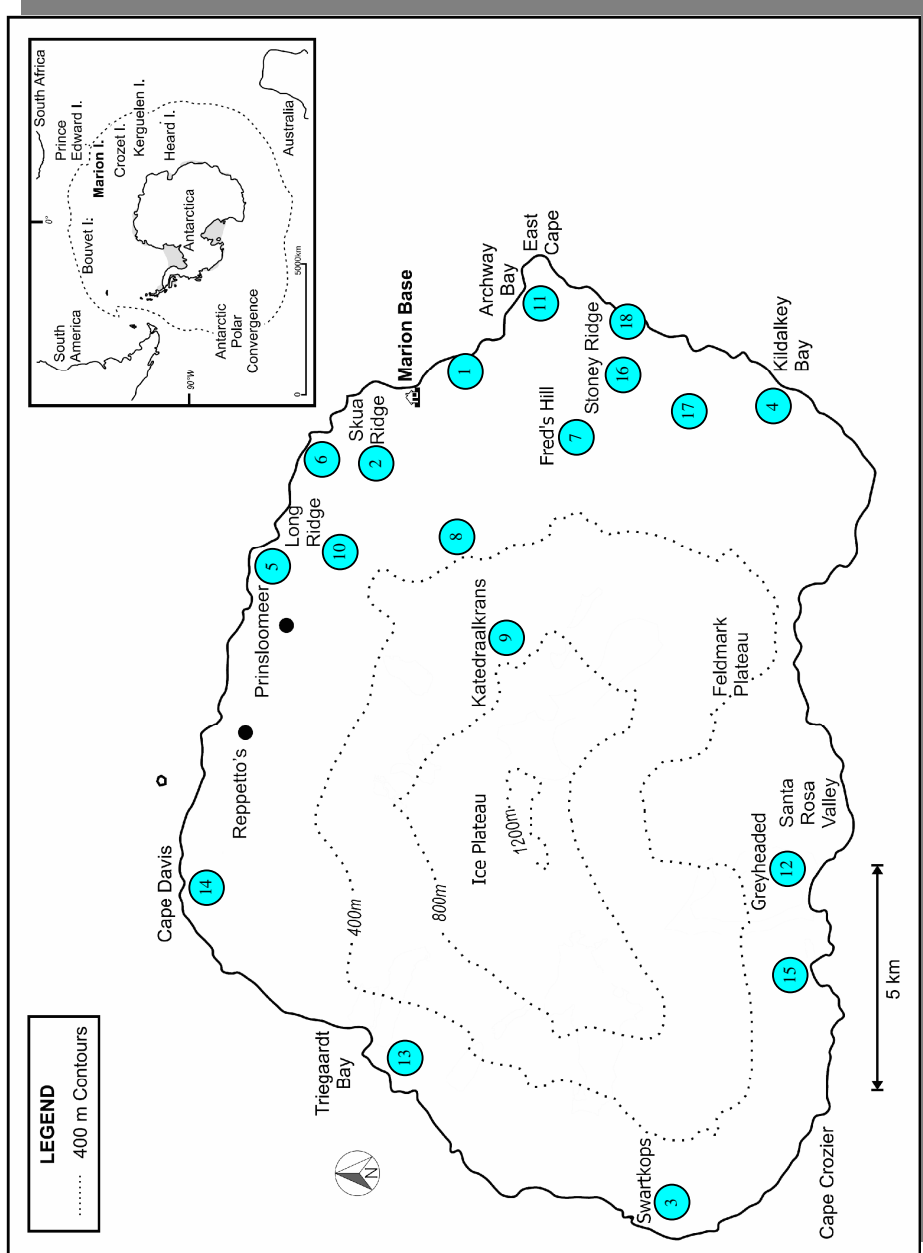 South Africa
Prince
Edward I.
Marion I.
Crozet I.
Kerguelen I.
Heard I.
Australia
0°
Bouvet I.
Antarctica
South
America
Antarctic
Polar
Convergence
90°W
0
5000km
Marion Base
Archway
Bay
East
Cape
Skua
Ridge
Long
Ridge
Fred's Hill
Stoney Ridge
Kildalkey
Bay
Prinsloomeer
Reppetto's
Katedraalkrans
Feldmark
Plateau
Ice Plateau
1200m
800m
400m
Cape Davis
Greyheaded
Santa
Rosa
Valley
Triegaardt
Bay
Swartkops
Cape Crozier
5 km
N
LEGEND
400 m Contours
1
2
3
4
5
6
7
8
9
10
11
12
13
14
15
16
17
18